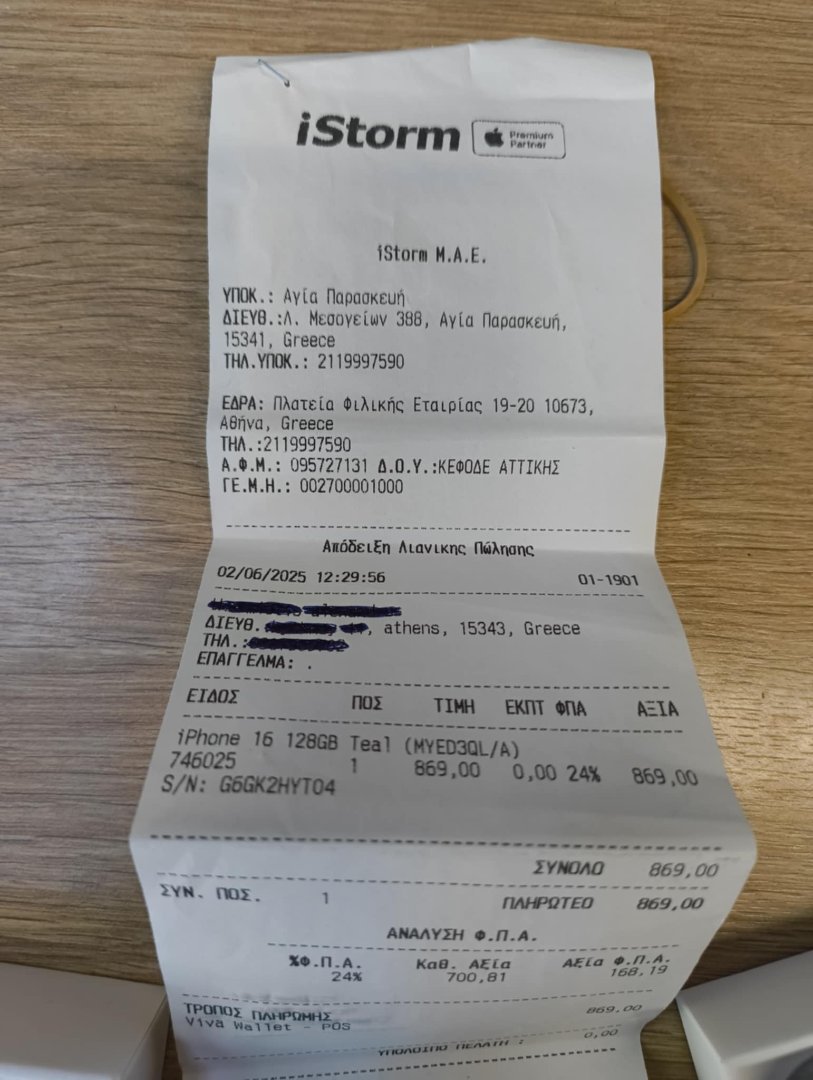 iStorm Premium Partner
iStorm Μ.Α.Ε.
ΥΠΟΚ.: Αγία Παρασκευή
ΔΙΕΥΘ.:Λ. Μεσογείων 388, Αγία Παρασκευή,
15341, Greece
ΤΗΛ.ΥΠΟΚ.: 2119997590
ΕΔΡΑ: Πλατεία Φιλικής Εταιρίας 19-20 10673,
Αθήνα, Greece
ΤΗΛ.:2119997590
Α.Φ.Μ.: 095727131 Δ.Ο.Υ.:ΚΕΦΟΔΕ ΑΤΤΙΚΗΣ
ΓΕ.Μ.Η.: 002700001000
Απόδειξη Λιανικης Πώλησης
02/06/2025 12:29:56 01-1901
ΔΙΕΥΘ. , athens, 15343, Greece
ΤΗΛ.:
ΕΠΑΓΓΕΛΜΑ: .
ΕΙΔΟΣ ΠΟΣ ΤΙΜΗ ΕΚΠΤ ΦΠΑ ΑΞΙΑ
iPhone 16 128GB Teal (MYED3QL/A)
746025 1 869,00 0,00 24% 869,00
S/N: G6GK2HYT04
ΣΥΝΟΛΟ 869,00
ΣΥΝ. ΠΟΣ. 1 ΠΛΗΡΩΤΕΟ 869,00
ΑΝΑΛΥΣΗ Φ.Π.Α.
%Φ.Π.Α. Καθ. Αξία Αξία Φ.Π.Α.
24% 700,81 168,19
ΤΡΟΠΟΣ ΠΛΗΡΩΜΗΣ
Viva Wallet - POS 869,00
ΥΠΟΛΟΙΠΟ ΠΕΛΑΤΗ : 0,00